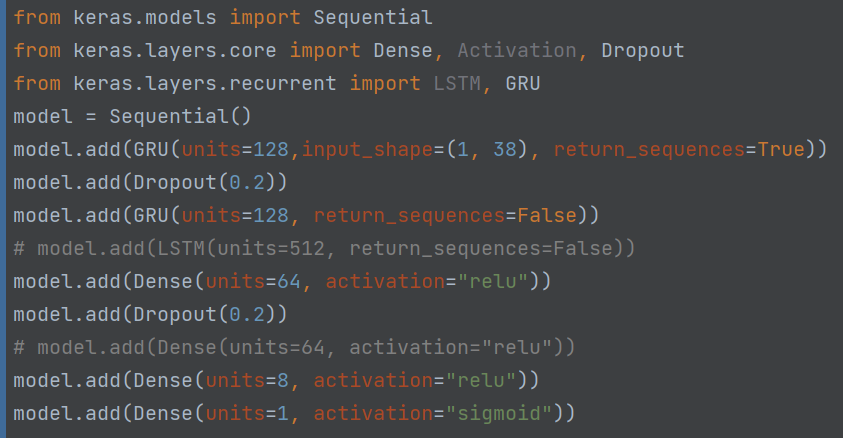 from keras.models import Sequential
from keras.layers.core import Dense, Activation, Dropout
from keras.layers.recurrent import LSTM, GRU
model = Sequential()
model.add(GRU(units=128,input_shape=(1, 38), return_sequences=True))
model.add(Dropout(0.2))
model.add(GRU(units=128, return_sequences=False))
# model.add(LSTM(units=512, return_sequences=False))
model.add(Dense(units=64, activation="relu"))
model.add(Dropout(0.2))
# model.add(Dense(units=64, activation="relu"))
model.add(Dense(units=8, activation="relu"))
model.add(Dense(units=1, activation="sigmoid"))